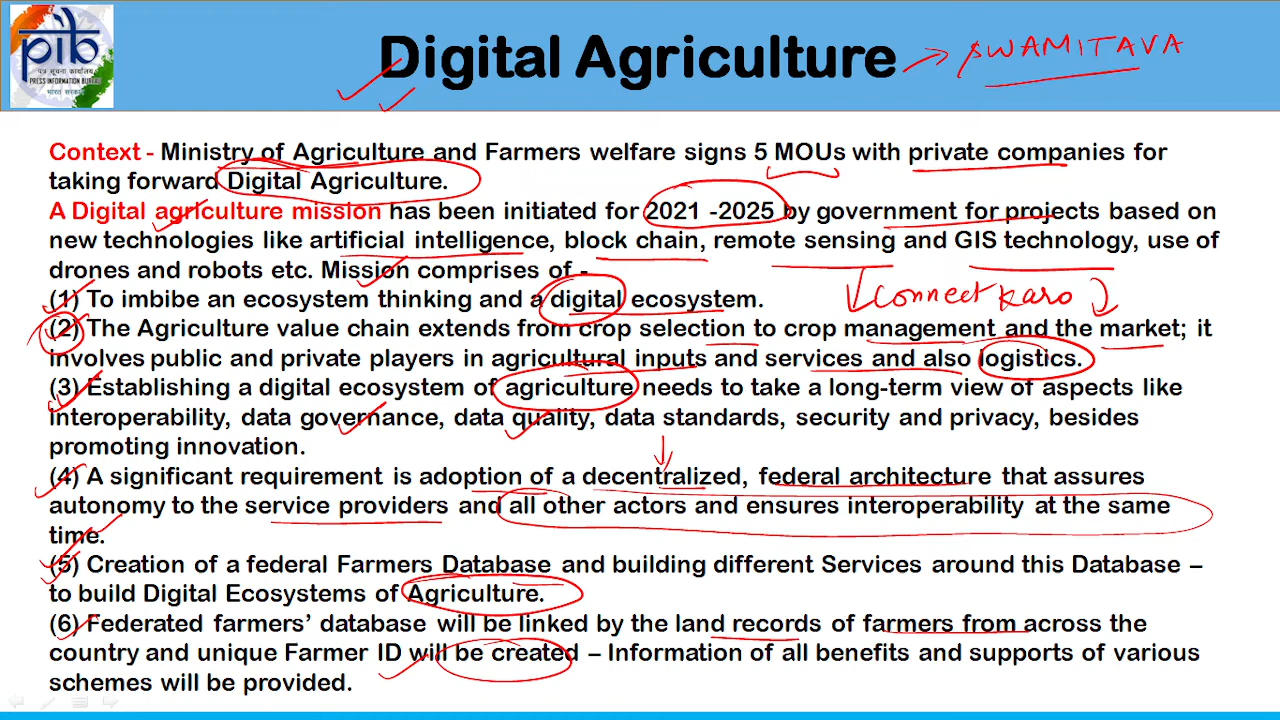 pib
पत्र सूचना कार्यालय
PRESS INFORMATION BUREAU
भारत सरकार
Digital Agriculture → SWAMITAVA
Context - Ministry of Agriculture and Farmers welfare signs 5 MOUs with private companies for
taking forward Digital Agriculture.
A Digital agriculture mission has been initiated for 2021 -2025 by government for projects based on
new technologies like artificial intelligence, block chain, remote sensing and GIS technology, use of
drones and robots etc. Mission comprises of -
(1) To imbibe an ecosystem thinking and a digital ecosystem. Conneet karo
(2) The Agriculture value chain extends from crop selection to crop management and the market; it
involves public and private players in agricultural inputs and services and also logistics.
(3) Establishing a digital ecosystem of agriculture needs to take a long-term view of aspects like
interoperability, data governance, data quality, data standards, security and privacy, besides
promoting innovation.
(4) A significant requirement is adoption of a decentralized, federal architecture that assures
autonomy to the service providers and all other actors and ensures interoperability at the same
time.
(5) Creation of a federal Farmers Database and building different Services around this Database –
to build Digital Ecosystems of Agriculture.
(6) Federated farmers’ database will be linked by the land records of farmers from across the
country and unique Farmer ID will be created – Information of all benefits and supports of various
schemes will be provided.